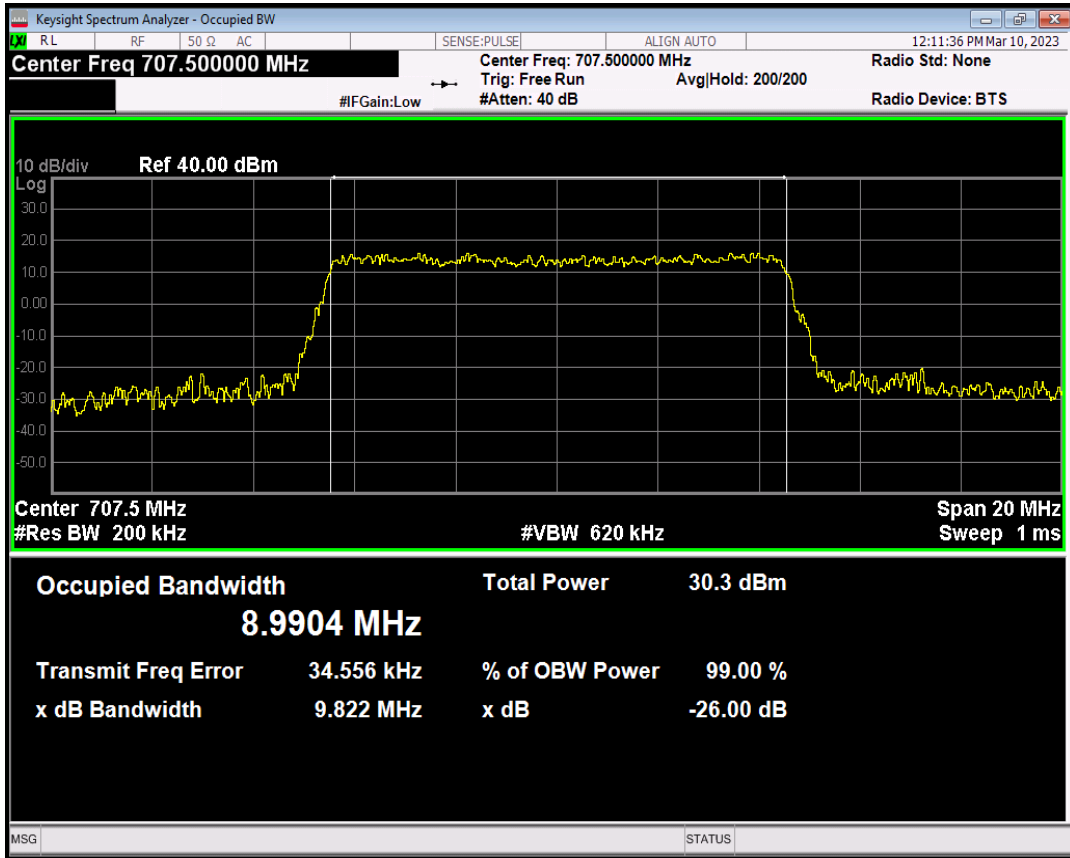 Keysight Spectrum Analyzer - Occupied BW
LXI RL RF 50 Ω AC SENSE:PULSE ALIGN AUTO 12:11:36 PM Mar 10, 2023
Center Freq 707.500000 MHz Center Freq: 707.500000 MHz Radio Std: None
Trig: Free Run Avg|Hold: 200/200
#IFGain:Low #Atten: 40 dB Radio Device: BTS
10 dB/div Ref 40.00 dBm
Log
30.0
20.0
10.0
0.00
-10.0
-20.0
-30.0
-40.0
-50.0
Center 707.5 MHz Span 20 MHz
#Res BW 200 kHz #VBW 620 kHz Sweep 1 ms
Occupied Bandwidth Total Power 30.3 dBm
8.9904 MHz
Transmit Freq Error 34.556 kHz % of OBW Power 99.00 %
x dB Bandwidth 9.822 MHz x dB -26.00 dB
MSG STATUS